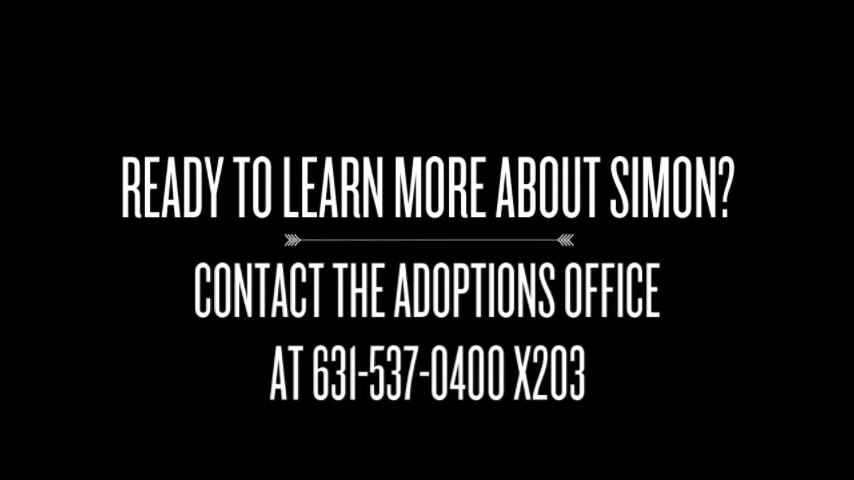 READY TO LEARN MORE ABOUT SIMON?
CONTACT THE ADOPTIONS OFFICE
AT 631-537-0400 X203